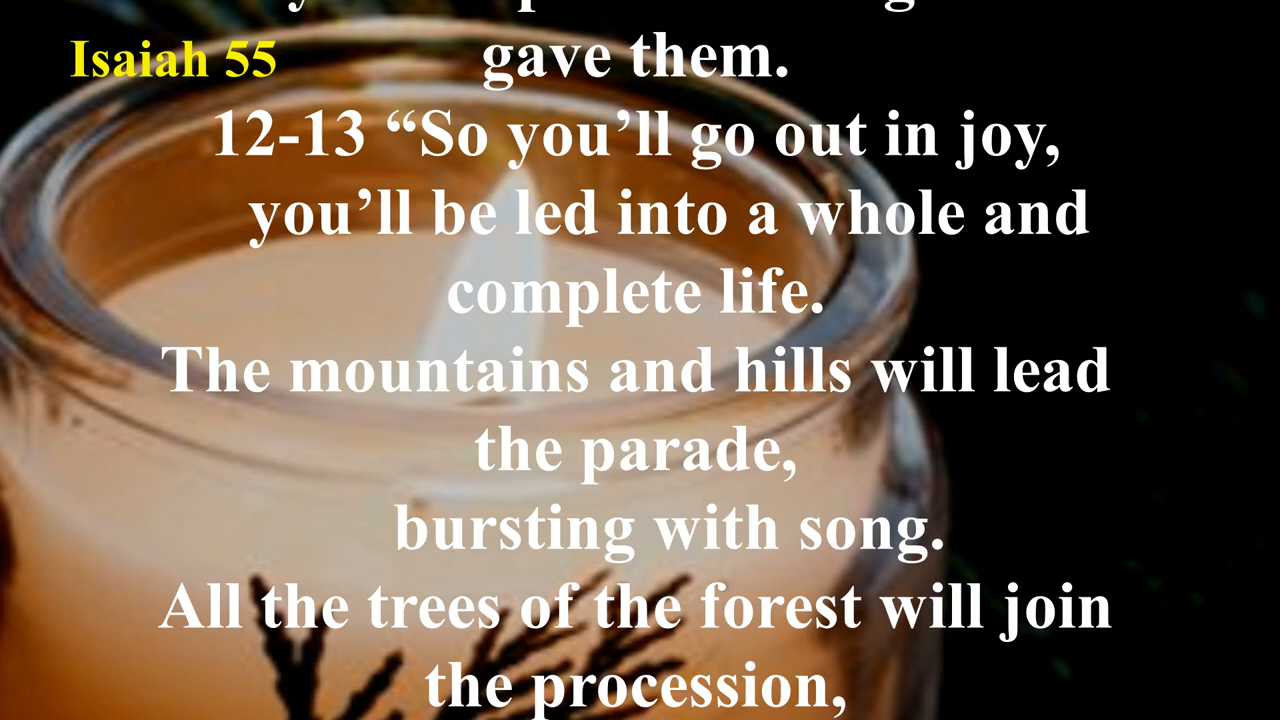 Isaiah 55
gave them.
12-13 “So you’ll go out in joy,
you’ll be led into a whole and
complete life.
The mountains and hills will lead
the parade,
bursting with song.
All the trees of the forest will join
the procession,